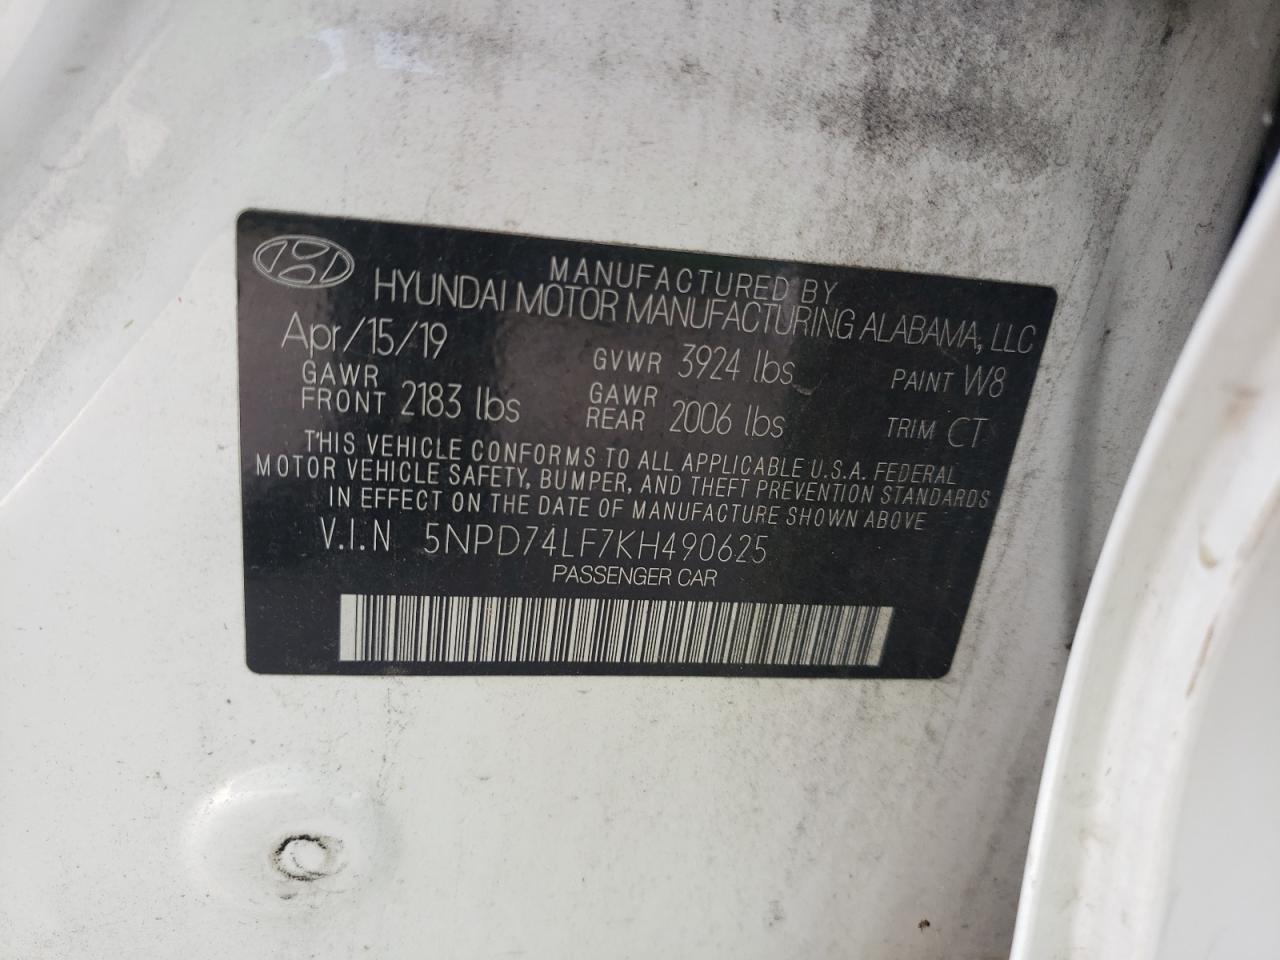 MANUFACTURED BY
HYUNDAI MOTOR MANUFACTURING ALABAMA, LLC
Apr/15/19 GVWR 3924 lbs PAINT W8
GAWR FRONT 2183 lbs GAWR REAR 2006 lbs TRIM CT
THIS VEHICLE CONFORMS TO ALL APPLICABLE U.S.A. FEDERAL
MOTOR VEHICLE SAFETY, BUMPER, AND THEFT PREVENTION STANDARDS
IN EFFECT ON THE DATE OF MANUFACTURE SHOWN ABOVE
V.I.N 5NPD74LF7KH490625
PASSENGER CAR